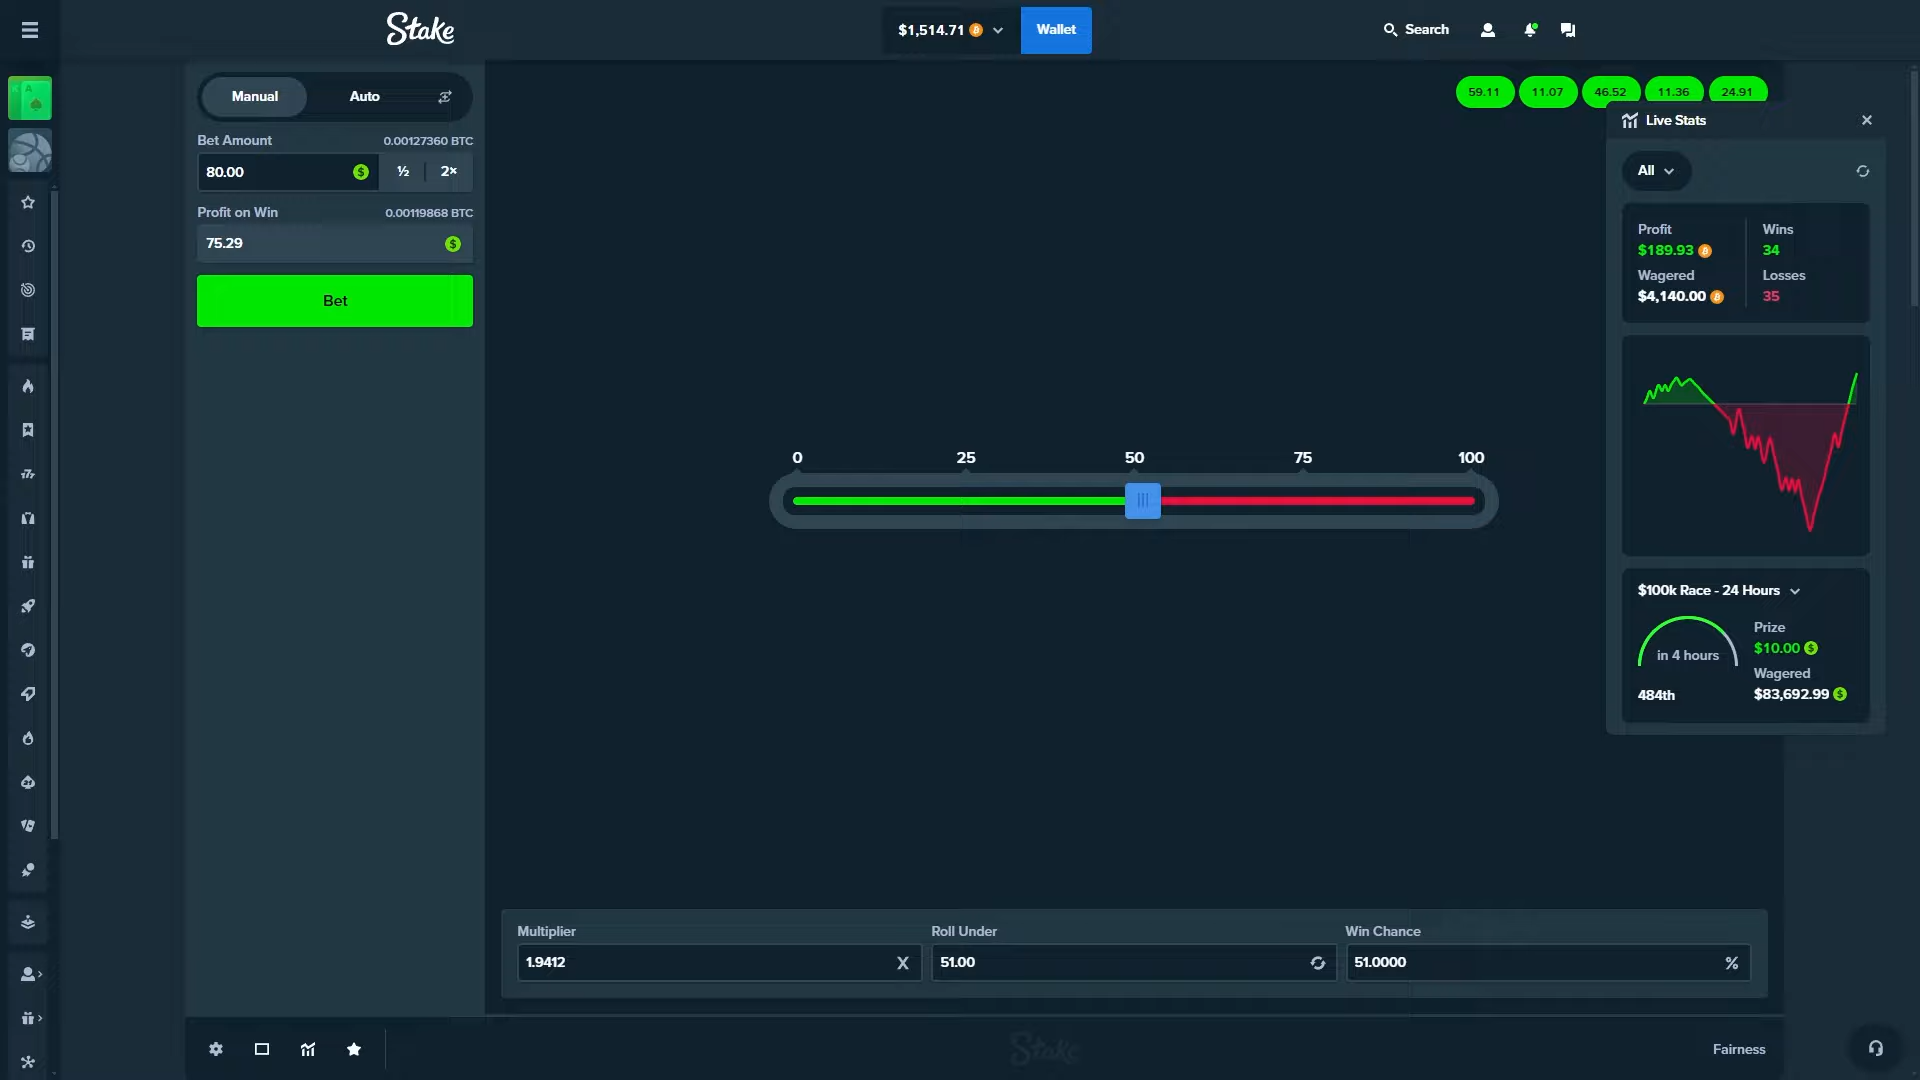 Stake
$1,514.71
Wallet
Search
Manual
Auto
59.11
11.07
46.52
11.36
24.91
Live Stats
Bet Amount
0.00127360 BTC
80.00
½
2×
All
Profit on Win
0.00119868 BTC
75.29
Bet
Profit
Wins
$189.93
34
Wagered
Losses
$4,140.00
35
0
25
50
75
100
$100k Race - 24 Hours
in 4 hours
484th
Prize
$10.00
Wagered
$83,692.99
Multiplier
Roll Under
Win Chance
1.9412
51.00
51.0000
%
Stake
Fairness